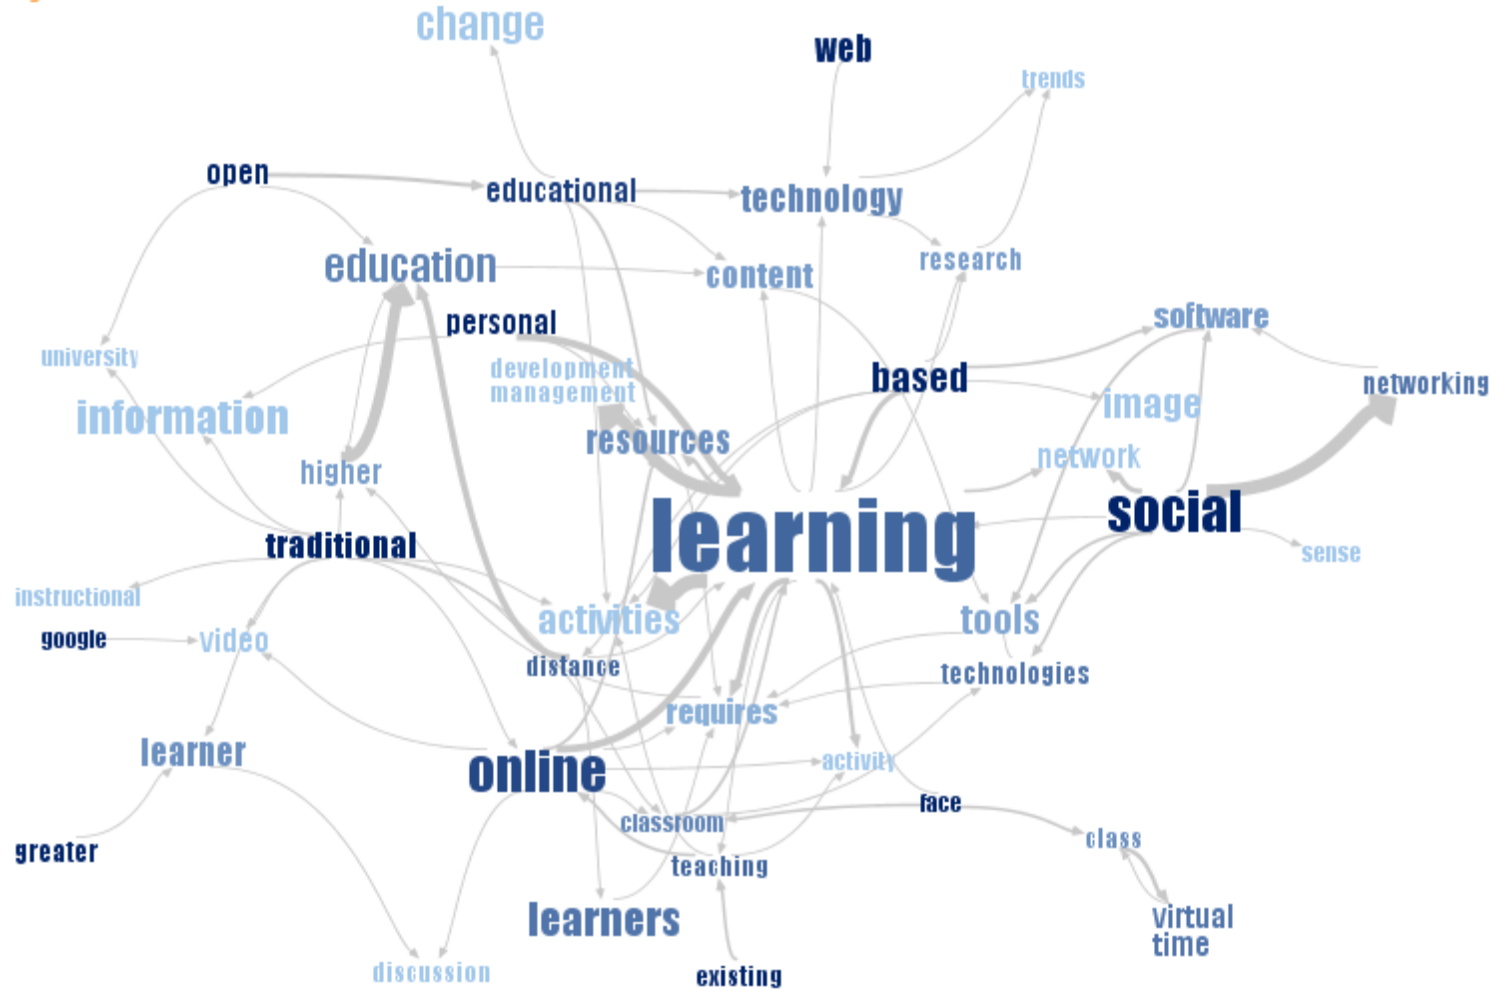 change
web
trends
open
educational
technology
education
content
research
personal
software
university
development
management
based
networking
information
image
resources
network
higher
learning
social
traditional
sense
instructional
activities
tools
google
video
distance
technologies
requires
learner
online
activity
face
classroom
class
greater
teaching
learners
virtual
time
discussion
existing